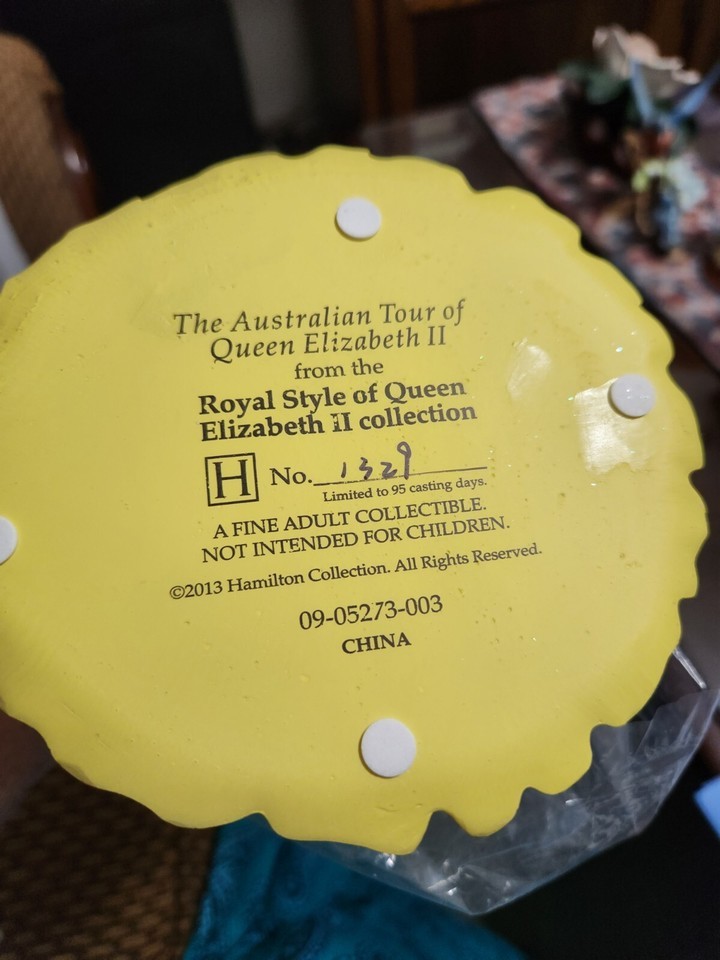 The Australian Tour of
Queen Elizabeth II
from the
Royal Style of Queen
Elizabeth II collection
H No. 1329
Limited to 95 casting days.
A FINE ADULT COLLECTIBLE.
NOT INTENDED FOR CHILDREN.
©2013 Hamilton Collection. All Rights Reserved.
09-05273-003
CHINA